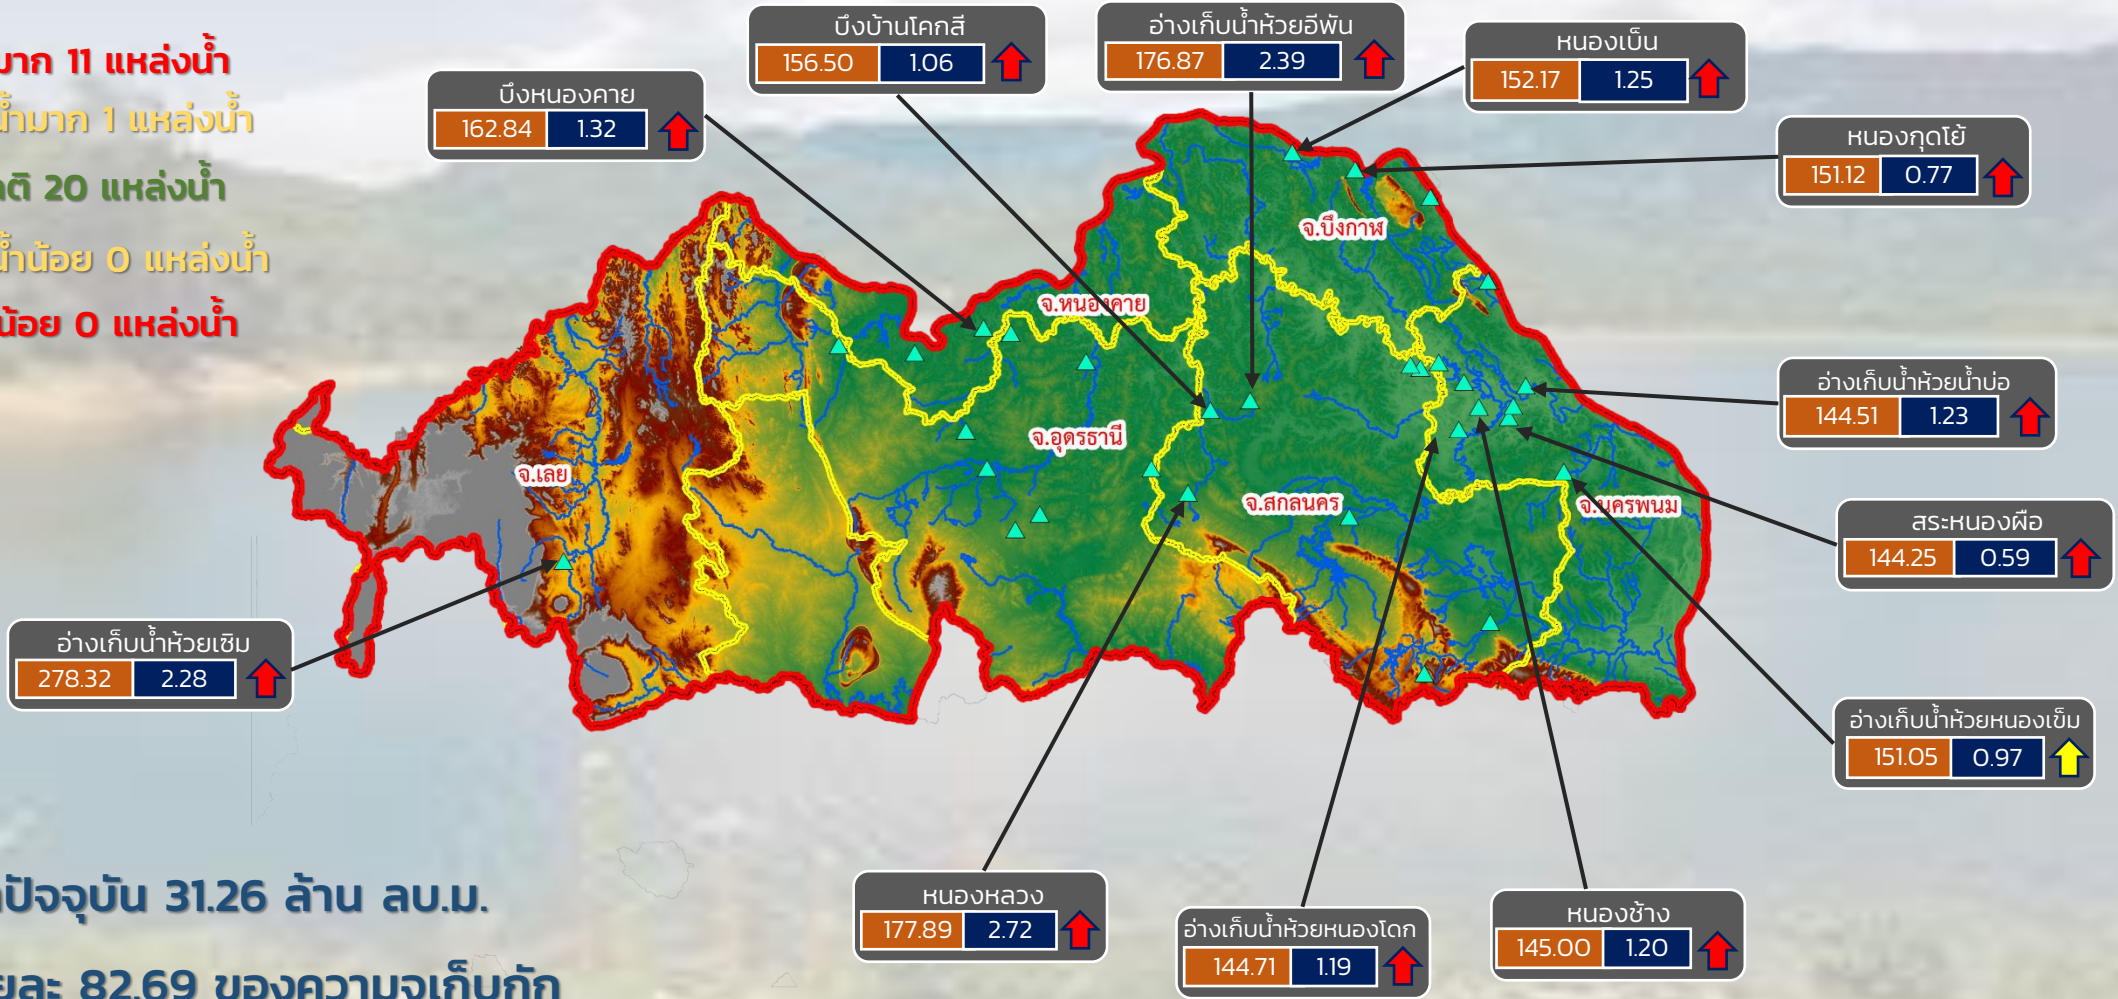 มาก 11 แหล่งน้ำ
น้ำมาก 1 แหล่งน้ำ
20 แหล่งน้ำ
น้ำน้อย 0 แหล่งน้ำ
น้อย 0 แหล่งน้ำ
บึงหนองคาย
162.84 1.32
บึงบ้านโคกสี
156.50 1.06
อ่างเก็บน้ำห้วยอีพัน
176.87 2.39
หนองเบ็น
152.17 1.25
หนองกุดโย้
151.12 0.77
อ่างเก็บน้ำห้วยน้ำบ่อ
144.51 1.23
สระหนองผือ
144.25 0.59
อ่างเก็บน้ำห้วยหนองเข็ม
151.05 0.97
จ.บึงกาฬ
จ.หนองคาย
จ.อุดรธานี
จ.เลย
จ.สกลนคร
จ.นครพนม
อ่างเก็บน้ำห้วยเซิม
278.32 2.28
หนองหลวง
177.89 2.72
อ่างเก็บน้ำห้วยหนองโดก
144.71 1.19
หนองช้าง
145.00 1.20
ปัจจุบัน 31.26 ล้าน ลบ.ม.
ยละ 82.69 ของความจุเก็บกัก